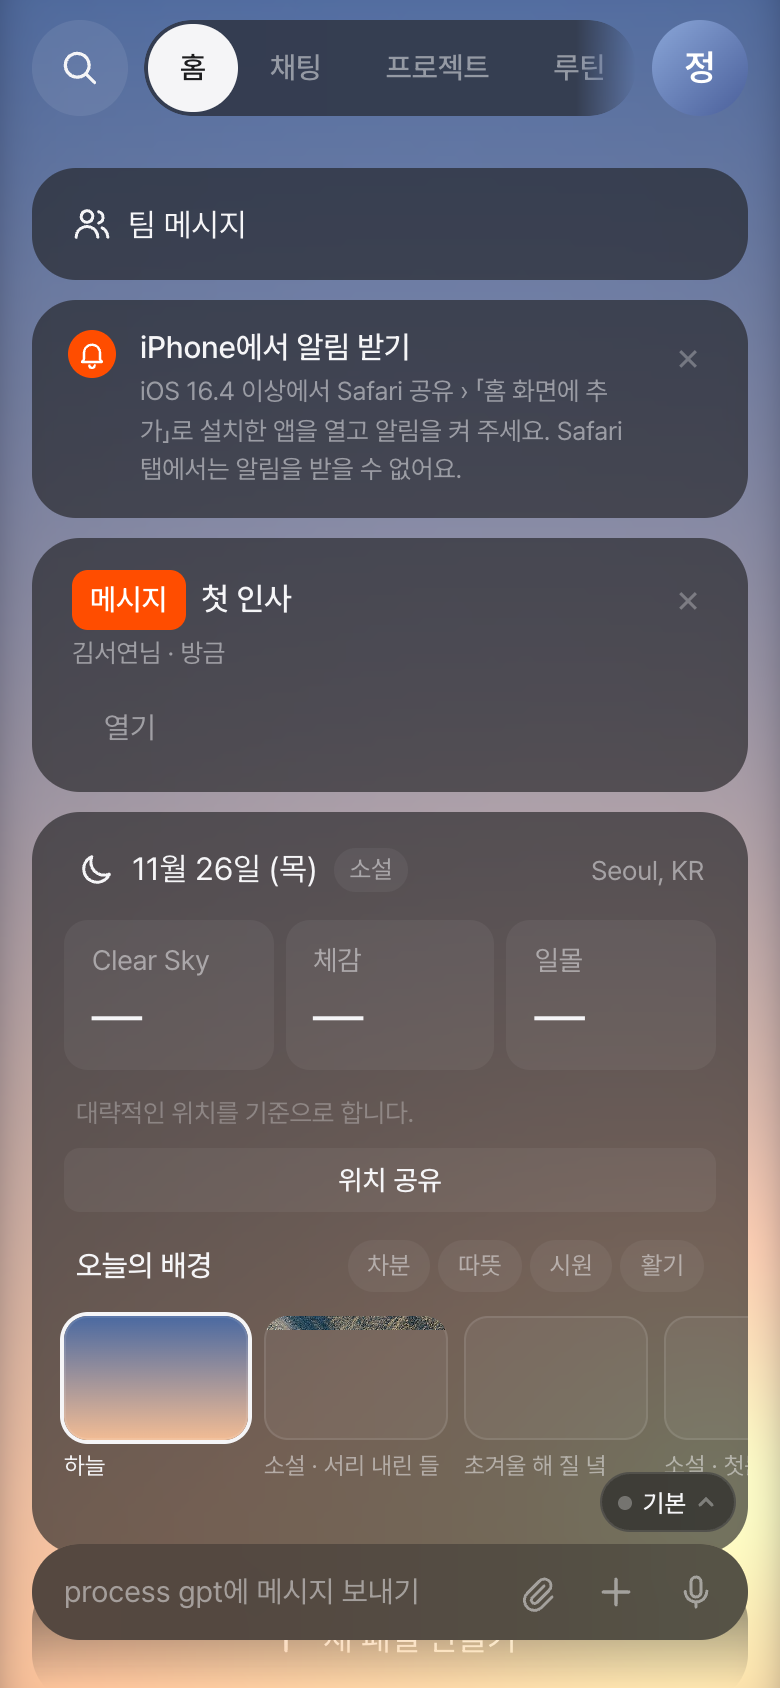 홈 채팅 프로젝트 루틴 정
팀 메시지
iPhone에서 알림 받기
iOS 16.4 이상에서 Safari 공유 › 「홈 화면에 추
가」로 설치한 앱을 열고 알림을 켜 주세요. Safari
탭에서는 알림을 받을 수 없어요.
메시지 첫 인사
김서연님 · 방금
열기
11월 26일 (목) 소설 Seoul, KR
Clear Sky 체감 일몰
— — —
대략적인 위치를 기준으로 합니다.
위치 공유
오늘의 배경 차분 따뜻 시원 활기
하늘 소설 · 서리 내린 들 초겨울 해 질 녘 소설 · 첫
기본
process gpt에 메시지 보내기